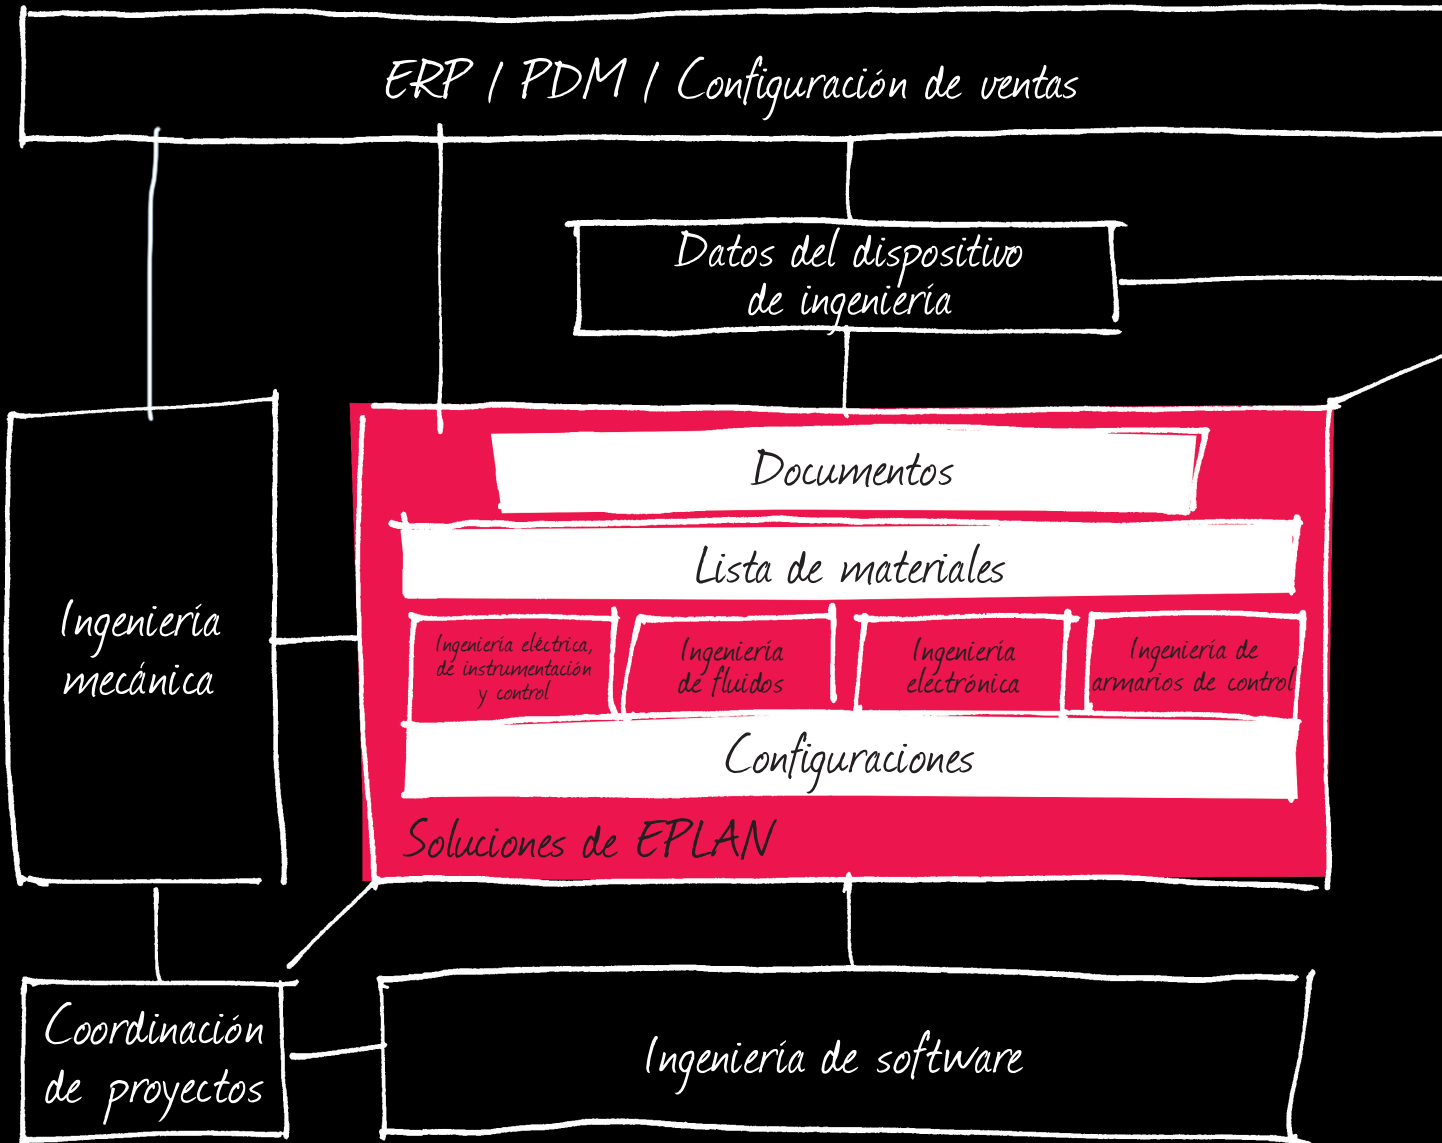 ERP / PDM / Configuración de ventas
Datos del dispositivo
de ingeniería
Documentos
Lista de materiales
Ingeniería
mecánica
Ingeniería eléctrica,
de instrumentación
y control
Ingeniería
de fluidos
Ingeniería
electrónica
Ingeniería de
armarios de control
Configuraciones
Soluciones de EPLAN
Coordinación
de proyectos
Ingeniería de software